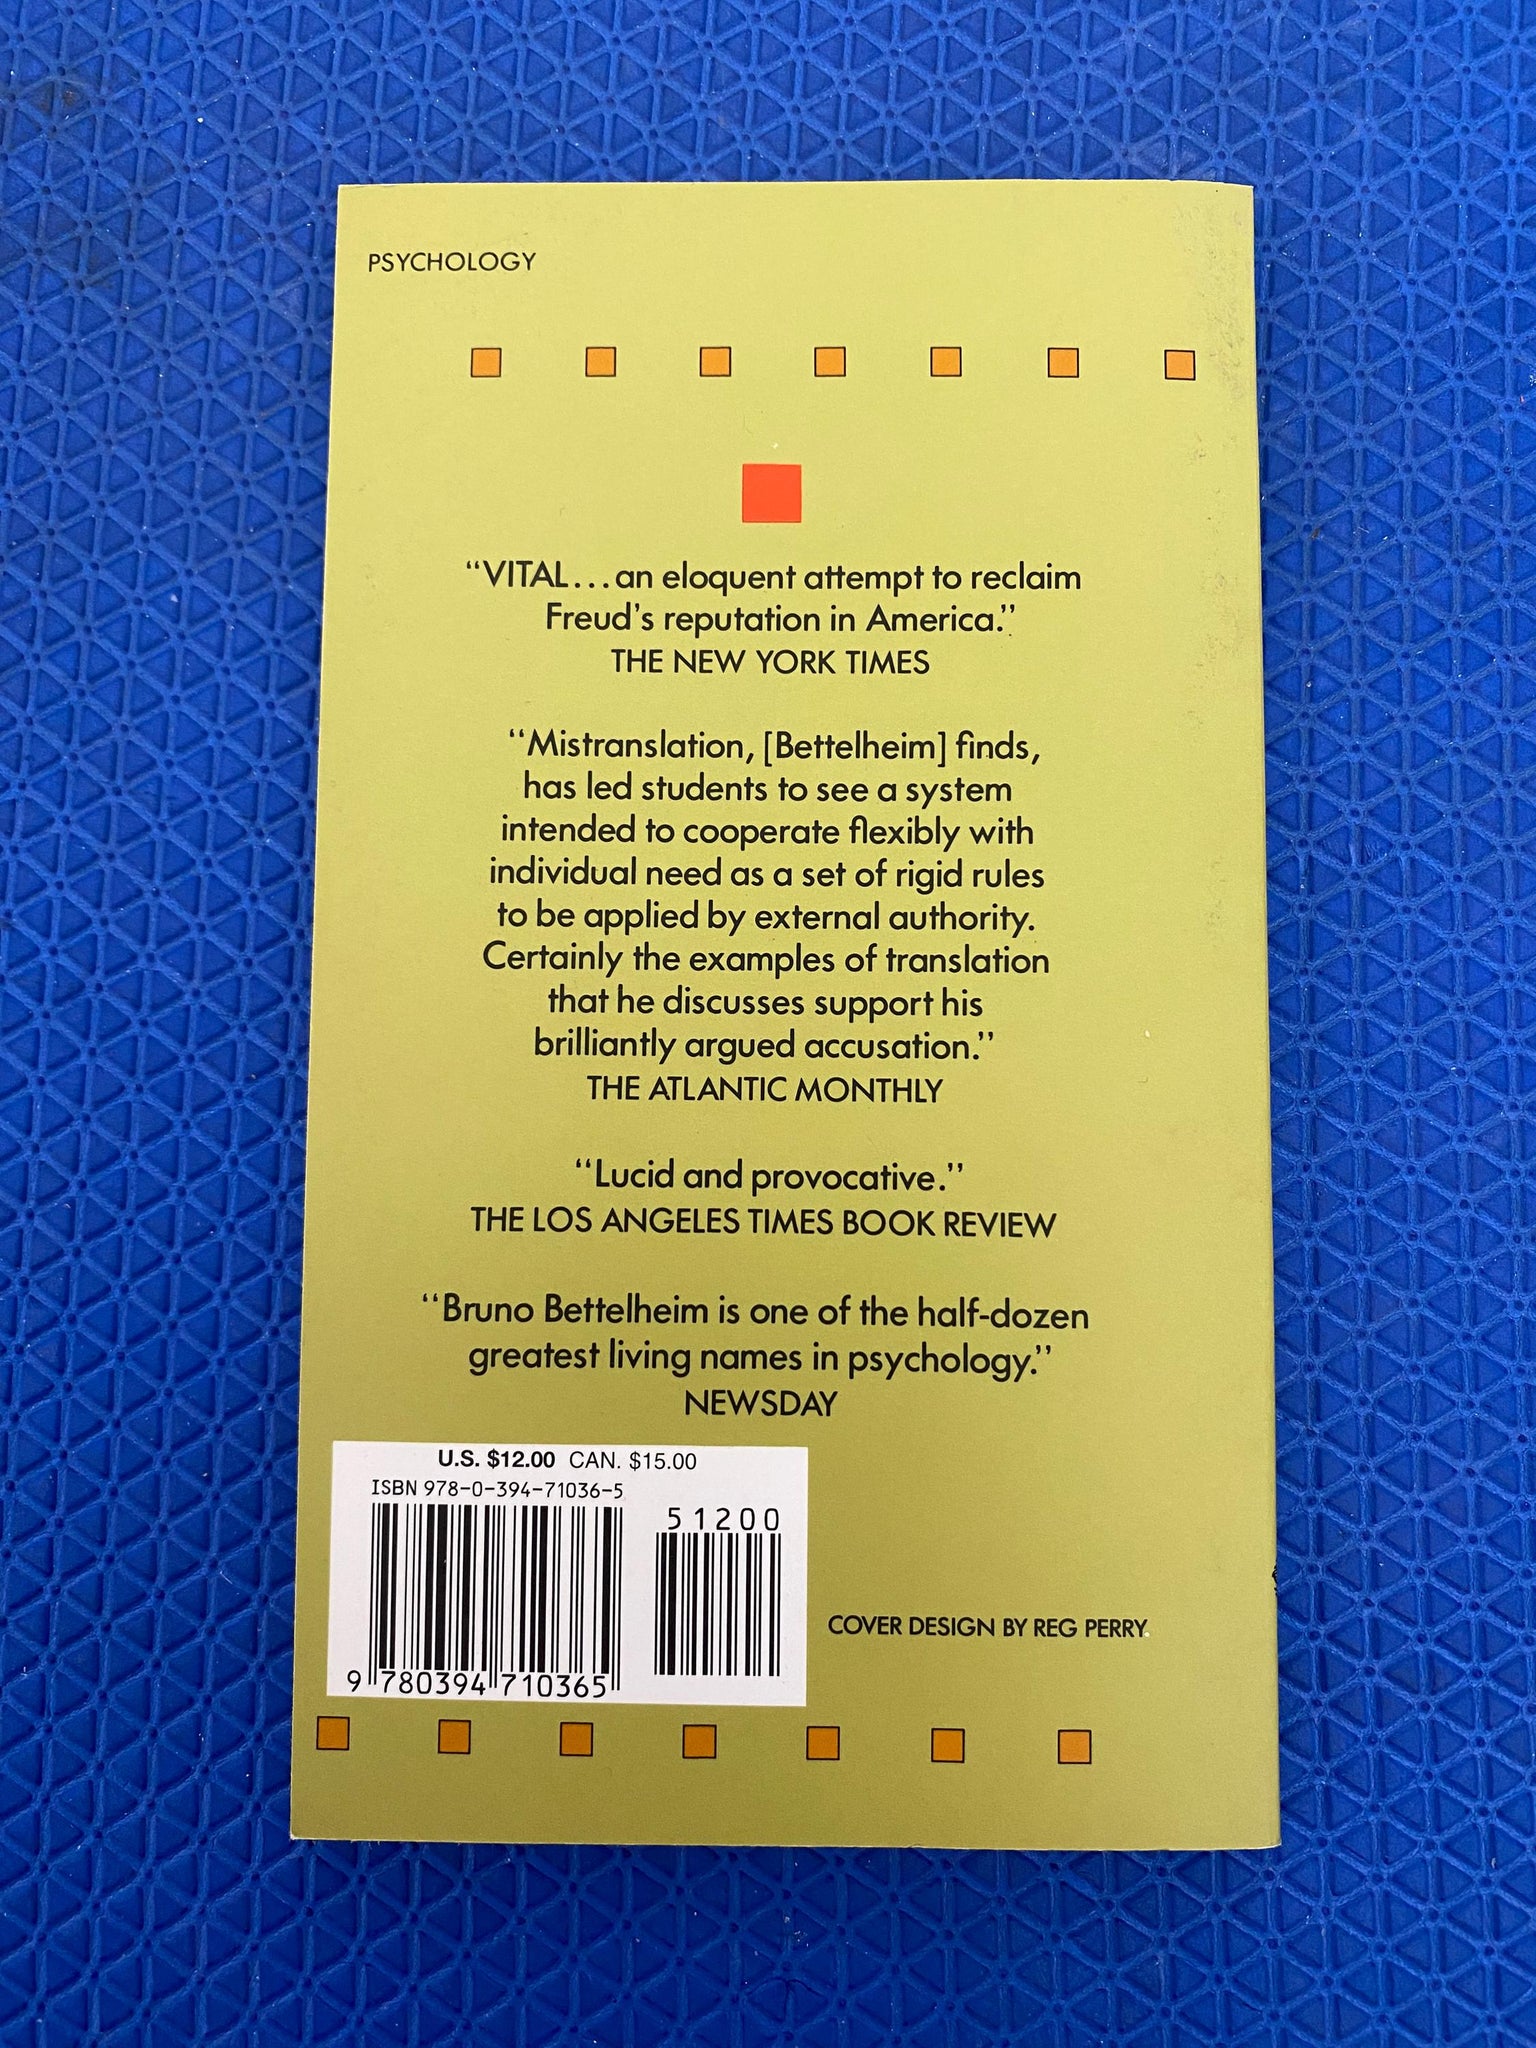 PSYCHOLOGY
“VITAL...an eloquent attempt to reclaim
Freud’s reputation in America.”
THE NEW YORK TIMES
“Mistranslation, [Bettelheim] finds,
has led students to see a system
intended to cooperate flexibly with
individual need as a set of rigid rules
to be applied by external authority.
Certainly the examples of translation
that he discusses support his
brilliantly argued accusation.”
THE ATLANTIC MONTHLY
“Lucid and provocative.”
THE LOS ANGELES TIMES BOOK REVIEW
“Bruno Bettelheim is one of the half-dozen
greatest living names in psychology.”
NEWSDAY
U.S. $12.00 CAN. $15.00
ISBN 978-0-394-71036-5
51200
9 780394 710365
COVER DESIGN BY REG PERRY